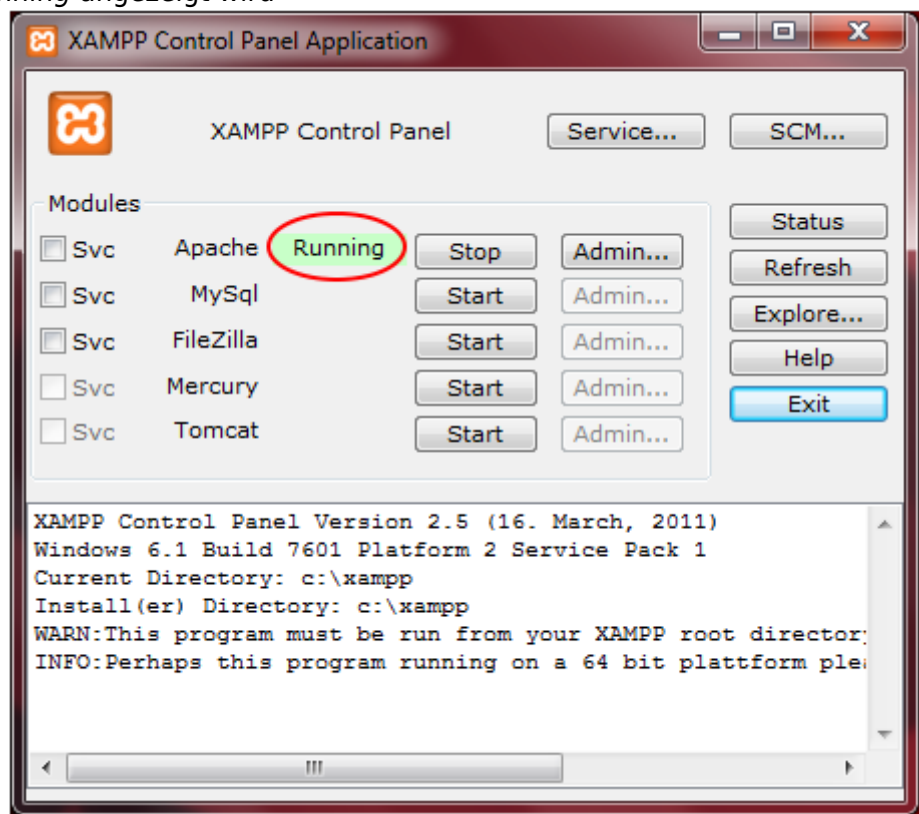 angezeigt wird
XAMPP Control Panel Application
XAMPP Control Panel Service... SCM...
Modules
Svc Apache Running Stop Admin...
Svc MySql Start Admin...
Svc FileZilla Start Admin...
Svc Mercury Start Admin...
Svc Tomcat Start Admin...
Status
Refresh
Explore...
Help
Exit
XAMPP Control Panel Version 2.5 (16. March, 2011)
Windows 6.1 Build 7601 Platform 2 Service Pack 1
Current Directory: c:\xampp
Install(er) Directory: c:\xampp
WARN:This program must be run from your XAMPP root
INFO:Perhaps this program running on a 64 bit plattform